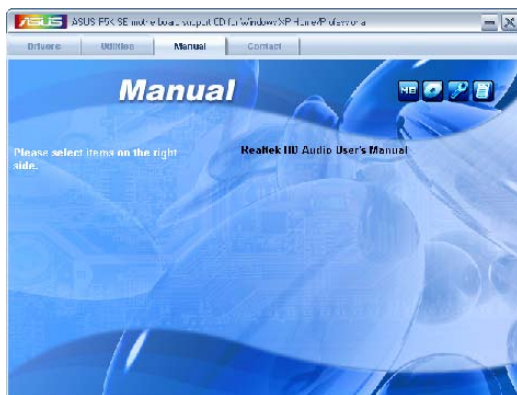 ASUS ASUS P5K SE motherboard support CD for Windows XP Home/Professional
Drivers Utilities Manual Contact
Manual
Please select items on the right
side.
Realtek HD Audio User's Manual